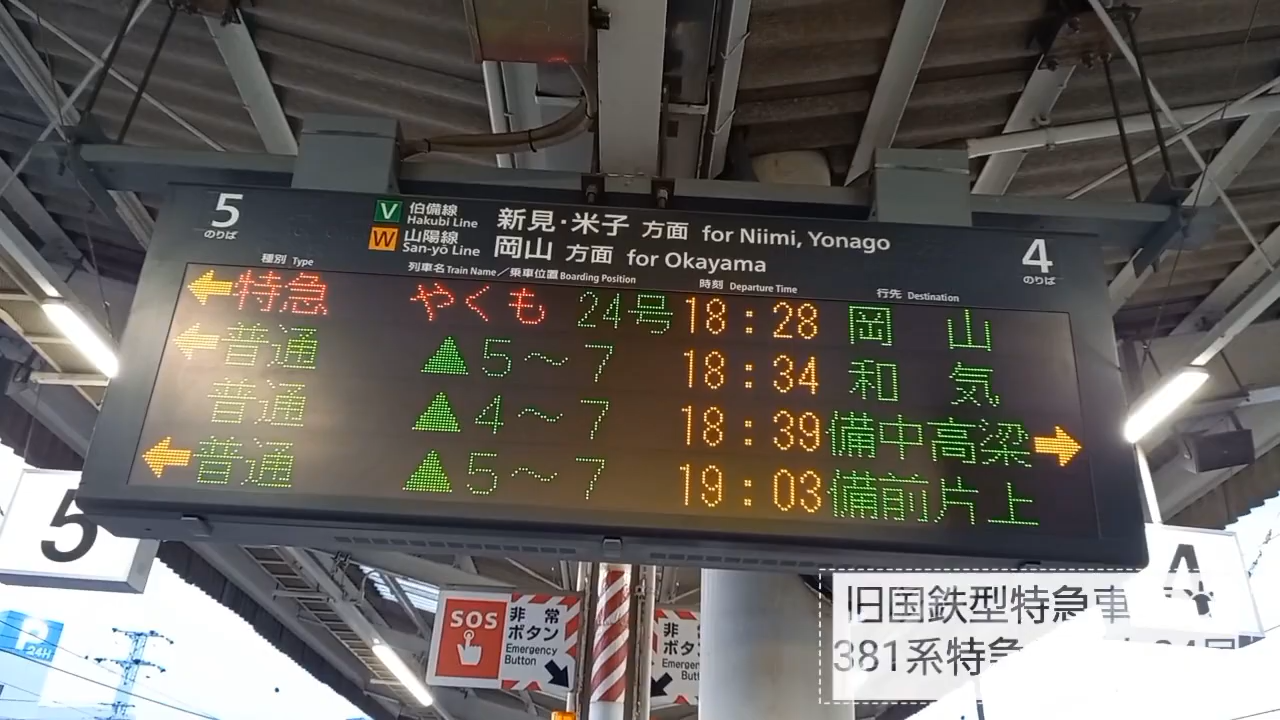 5
のりば
V 伯備線
Hakubi Line
新見・米子 方面 for Niimi, Yonago
W 山陽線
San-yō Line
岡山 方面 for Okayama
4
のりば
種別 Type
列車名 Train Name/乗車位置 Boarding Position
時刻 Departure Time
行先 Destination
←特急 やくも 24号 18:28 岡山
←普通 ▲5~7 18:34 和気
普通 ▲4~7 18:39 備中高梁→
←普通 ▲5~7 19:03 備前片上
5
SOS
非常
ボタン
Emergency
Button
非
ボタ
P
24H
旧国鉄型特急車
381系特急